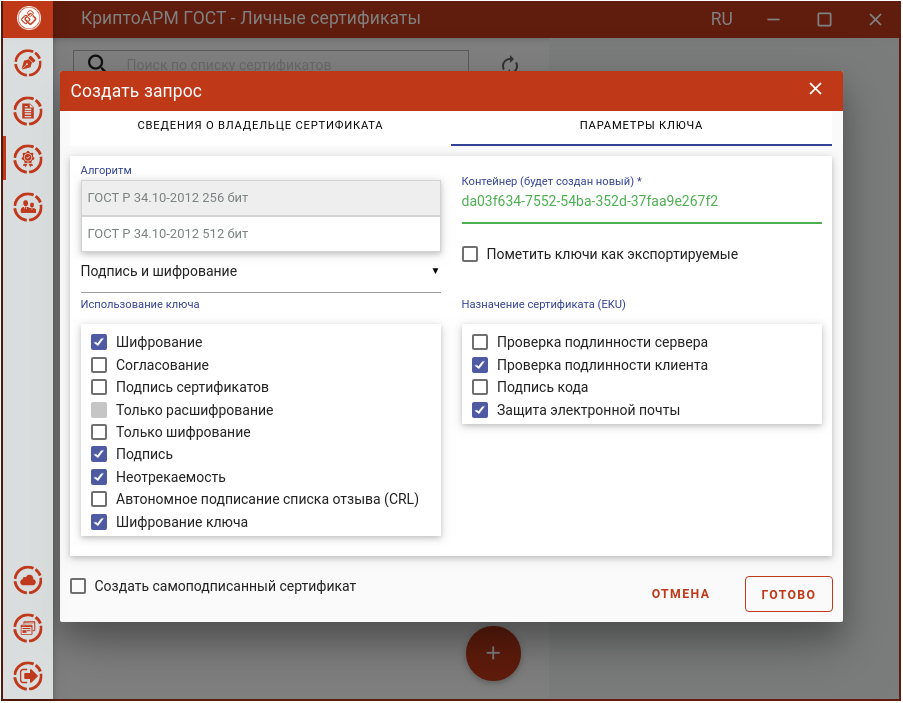 КриптоАРМ ГОСТ - Личные сертификаты
RU
Поиск по списку сертификатов
Создать запрос
СВЕДЕНИЯ О ВЛАДЕЛЬЦЕ СЕРТИФИКАТА
ПАРАМЕТРЫ КЛЮЧА
Алгоритм
ГОСТ Р 34.10-2012 256 бит
ГОСТ Р 34.10-2012 512 бит
Подпись и шифрование
Контейнер (будет создан новый) *
da03f634-7552-54ba-352d-37faa9e267f2
Пометить ключи как экспортируемые
Использование ключа
Шифрование
Согласование
Подпись сертификатов
Только расшифрование
Только шифрование
Подпись
Неотрекаемость
Автономное подписание списка отзыва (CRL)
Шифрование ключа
Назначение сертификата (EKU)
Проверка подлинности сервера
Проверка подлинности клиента
Подпись кода
Защита электронной почты
Создать самоподписанный сертификат
ОТМЕНА
ГОТОВО